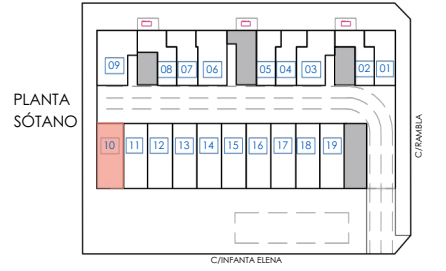 09 08 07 06 05 04 03 02 01
PLANTA
SÓTANO
10 11 12 13 14 15 16 17 18 19
C/RAMBLA
C/INFANTA ELENA